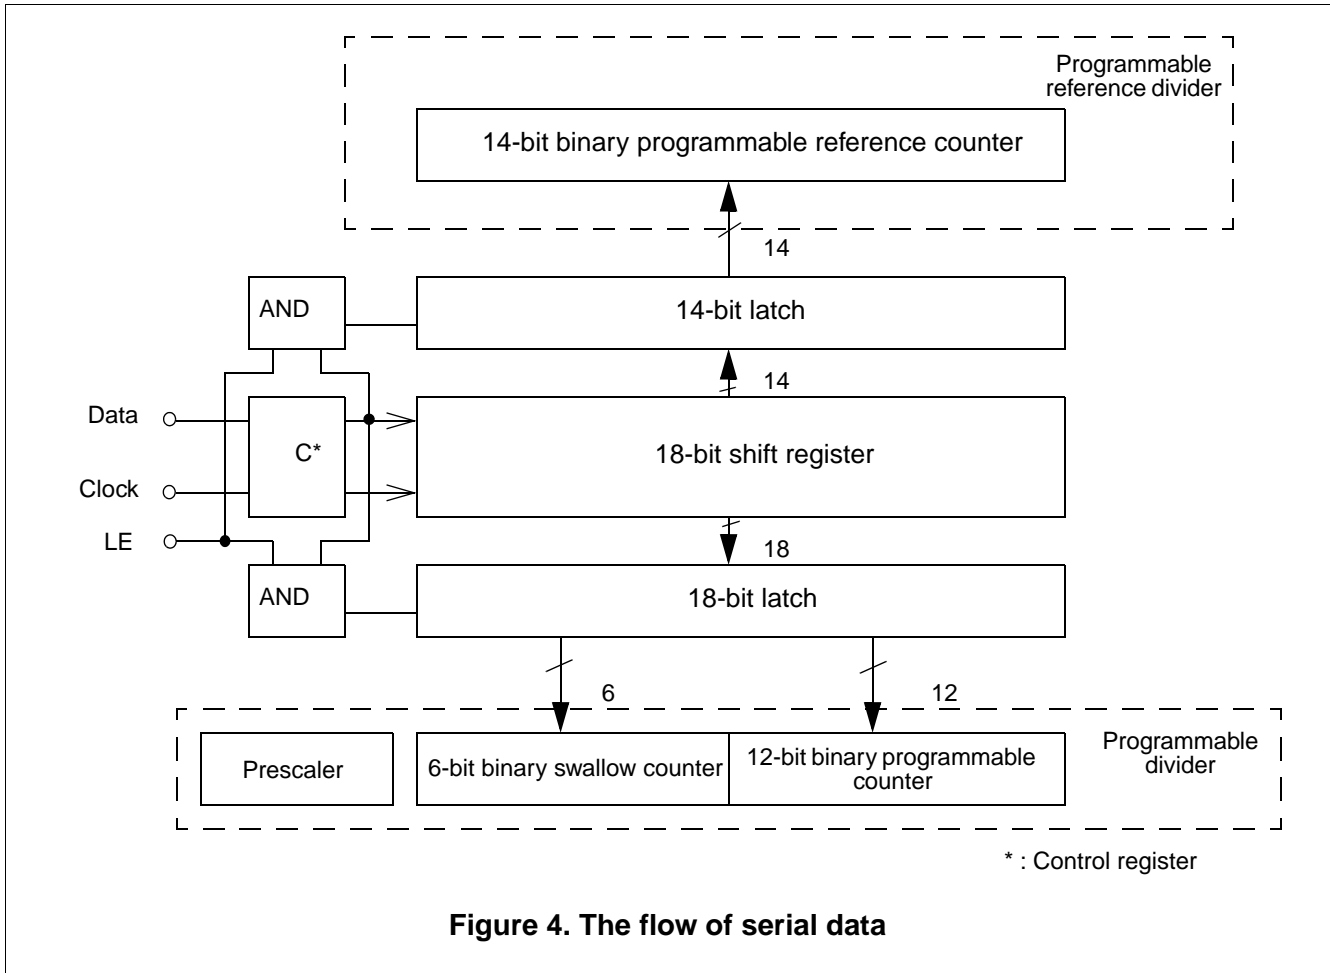 Programmable
reference divider
14-bit binary programmable reference counter
14
AND
14-bit latch
14
Data
C*
18-bit shift register
Clock
LE
18
AND
18-bit latch
6
12
Prescaler
6-bit binary swallow counter
12-bit binary programmable
counter
Programmable
divider
* : Control register
Figure 4. The flow of serial data